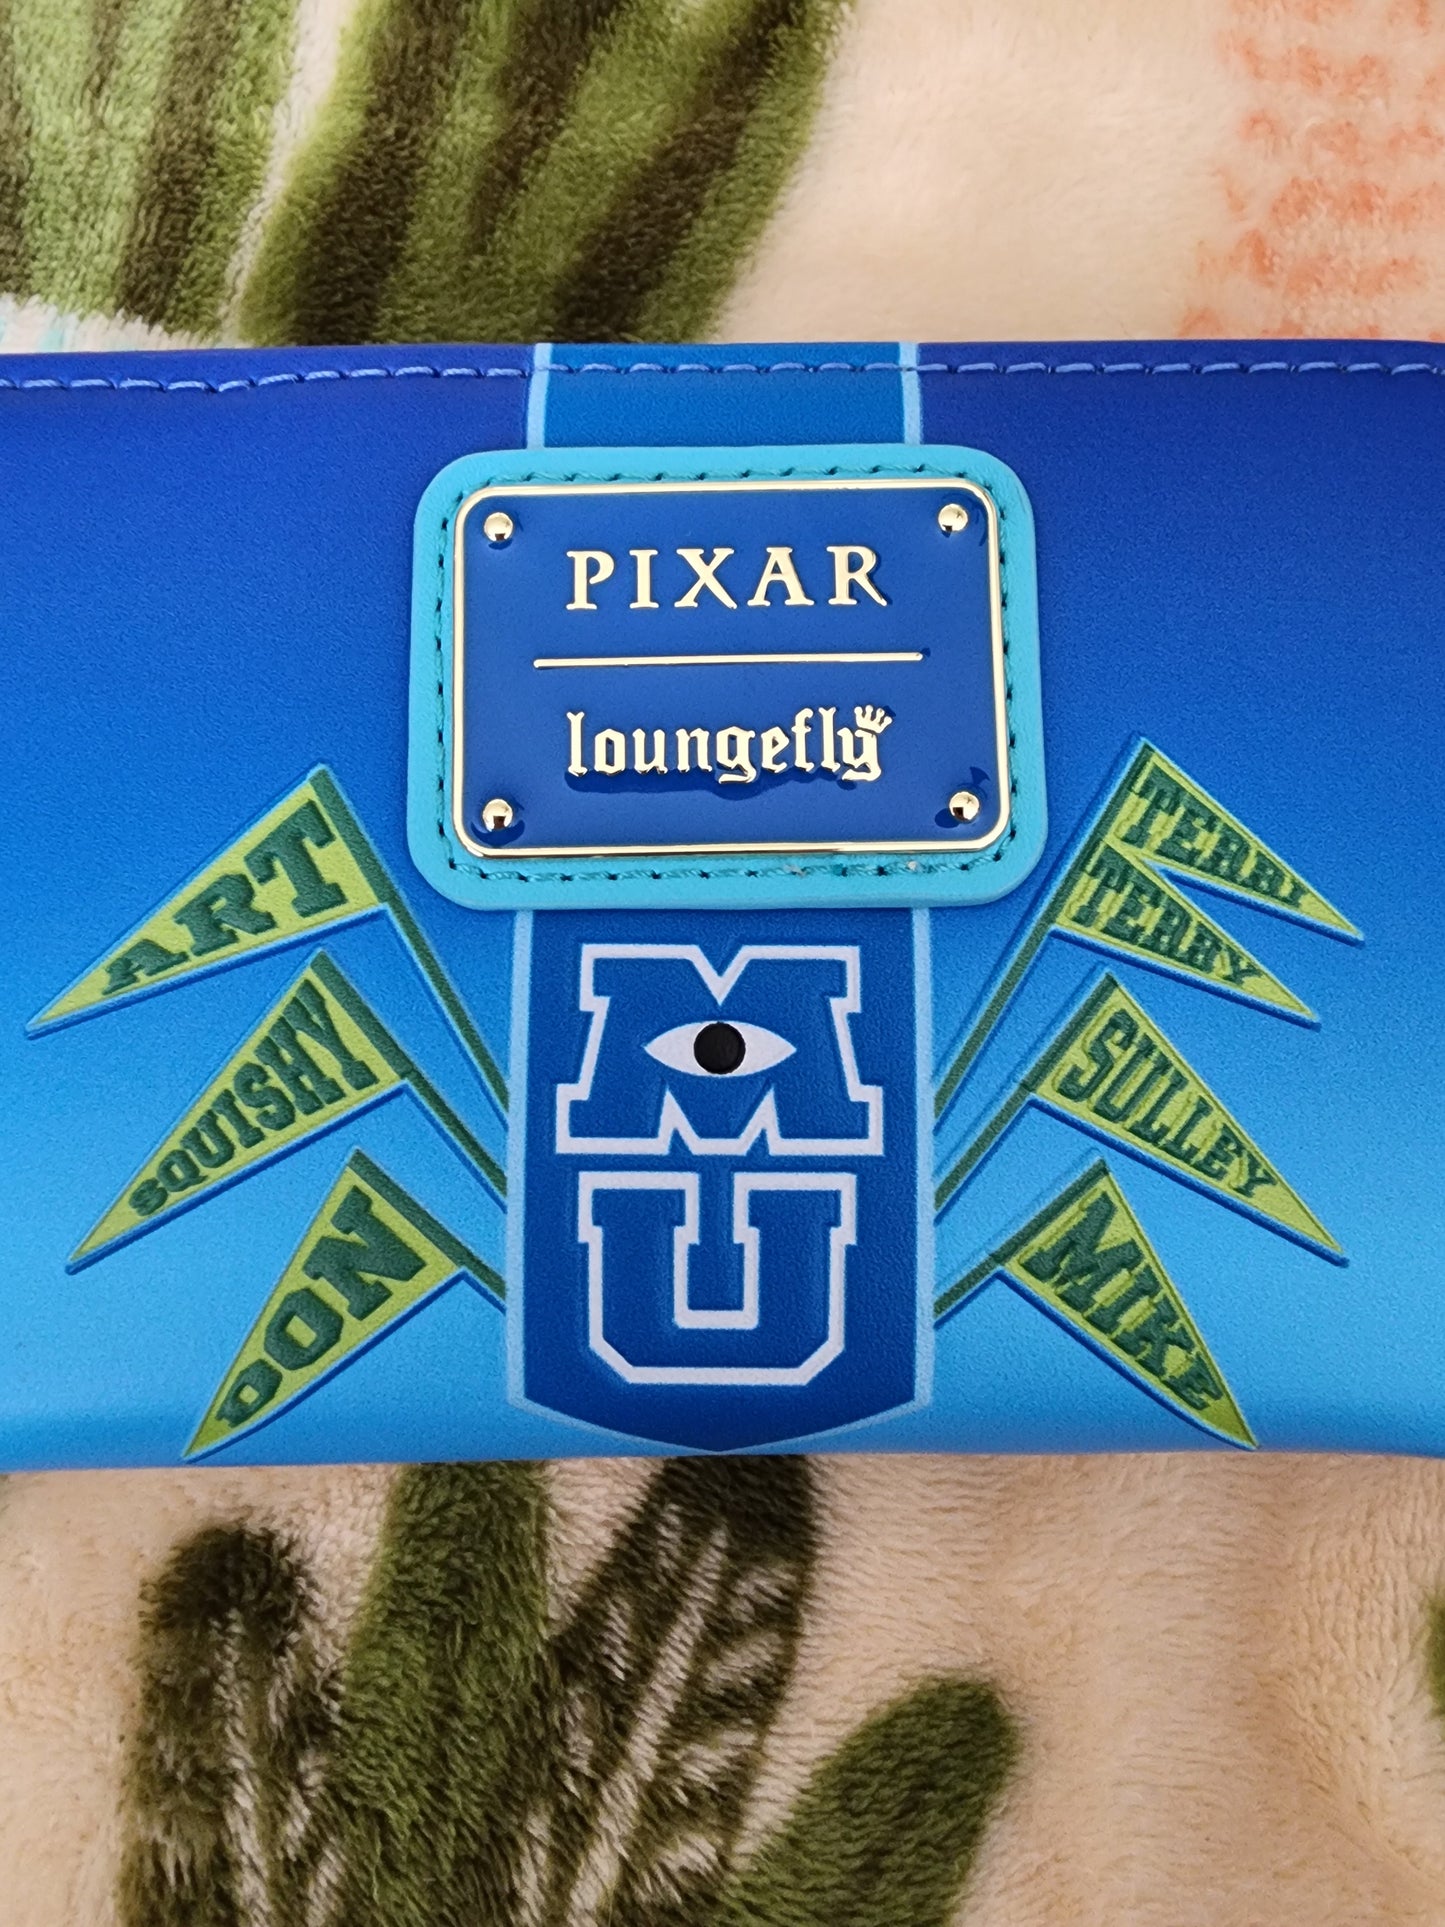 PIXAR
loungefly
ART
SQUISHY
DON
TERRI
TERRY
SULLEY
MIKE
M
U